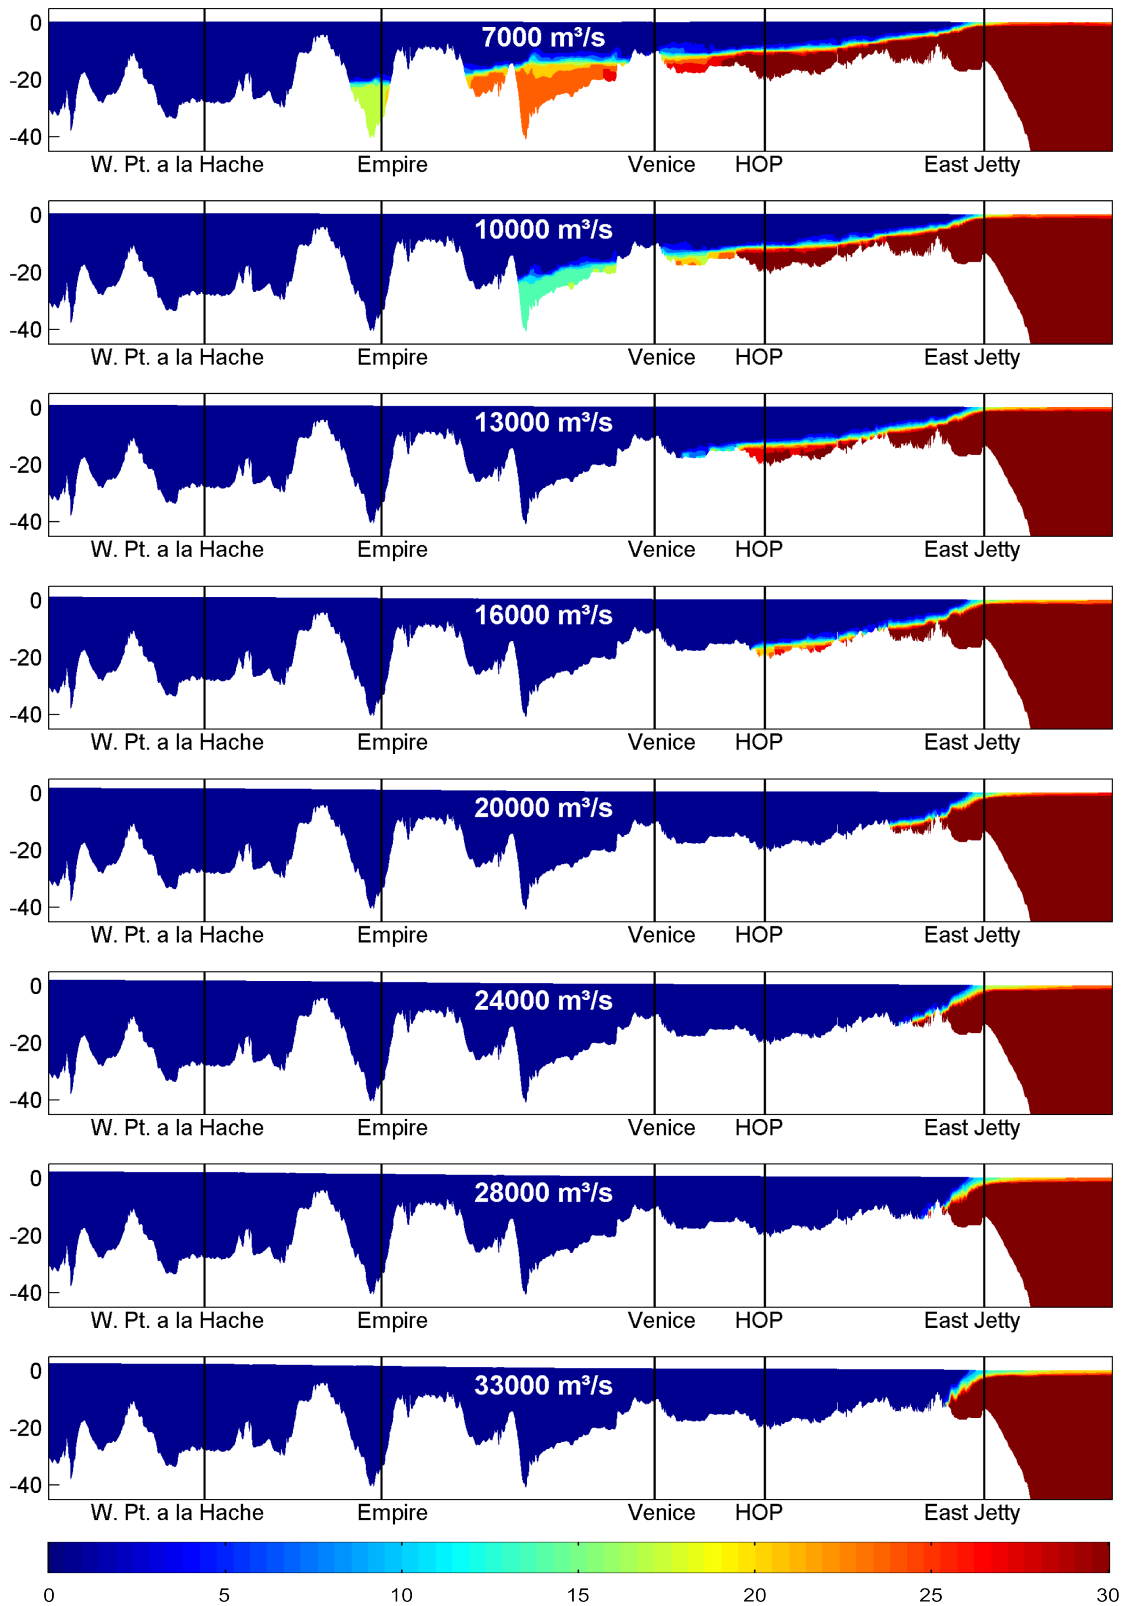 7000 m³/s
0
-20
-40
W. Pt. a la Hache Empire Venice HOP East Jetty
10000 m³/s
0
-20
-40
W. Pt. a la Hache Empire Venice HOP East Jetty
13000 m³/s
0
-20
-40
W. Pt. a la Hache Empire Venice HOP East Jetty
16000 m³/s
0
-20
-40
W. Pt. a la Hache Empire Venice HOP East Jetty
20000 m³/s
0
-20
-40
W. Pt. a la Hache Empire Venice HOP East Jetty
24000 m³/s
0
-20
-40
W. Pt. a la Hache Empire Venice HOP East Jetty
28000 m³/s
0
-20
-40
W. Pt. a la Hache Empire Venice HOP East Jetty
33000 m³/s
0
-20
-40
W. Pt. a la Hache Empire Venice HOP East Jetty
0 5 10 15 20 25 30